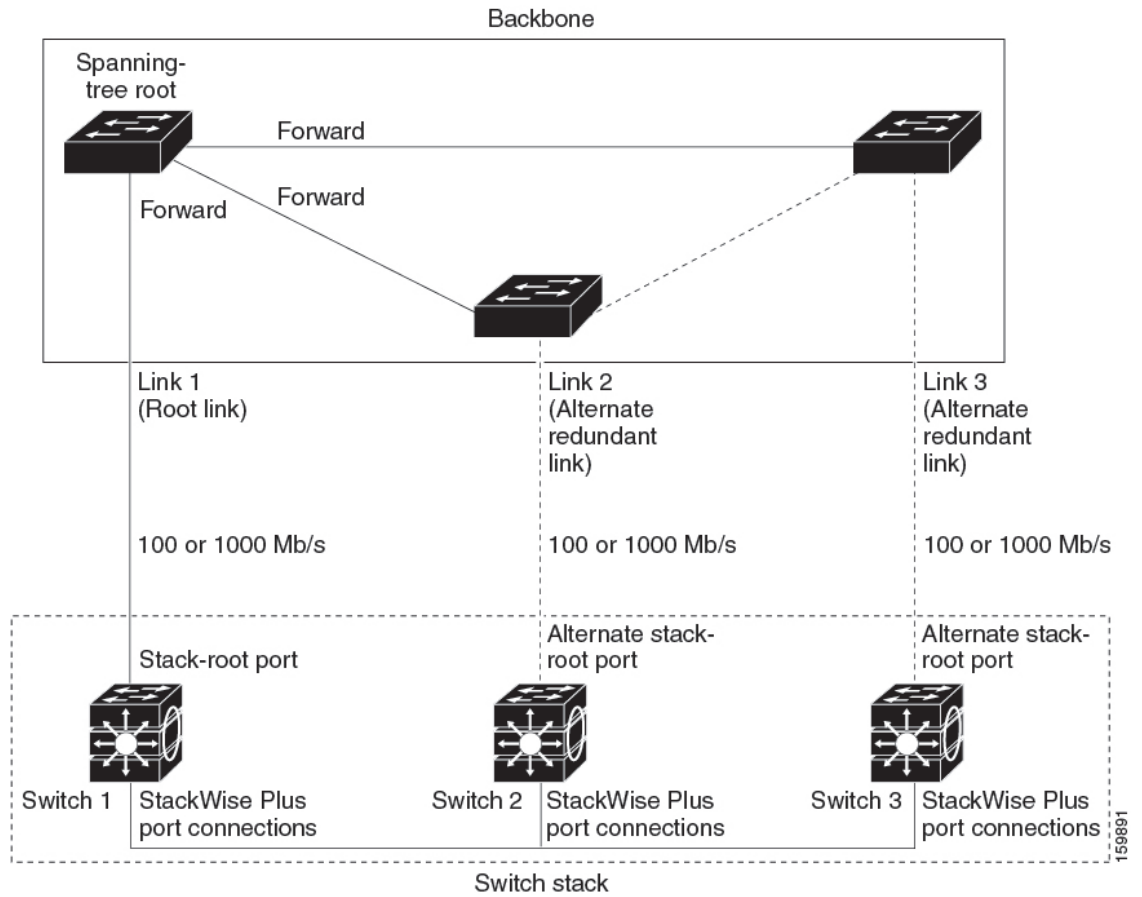 Backbone
Spanning-
tree root
Forward
Forward
Forward
Link 1
(Root link)
Link 2
(Alternate
redundant
link)
Link 3
(Alternate
redundant
link)
100 or 1000 Mb/s
100 or 1000 Mb/s
100 or 1000 Mb/s
Stack-root port
Alternate stack-
root port
Alternate stack-
root port
Switch 1
StackWise Plus
port connections
Switch 2
StackWise Plus
port connections
Switch 3
StackWise Plus
port connections
159891
Switch stack